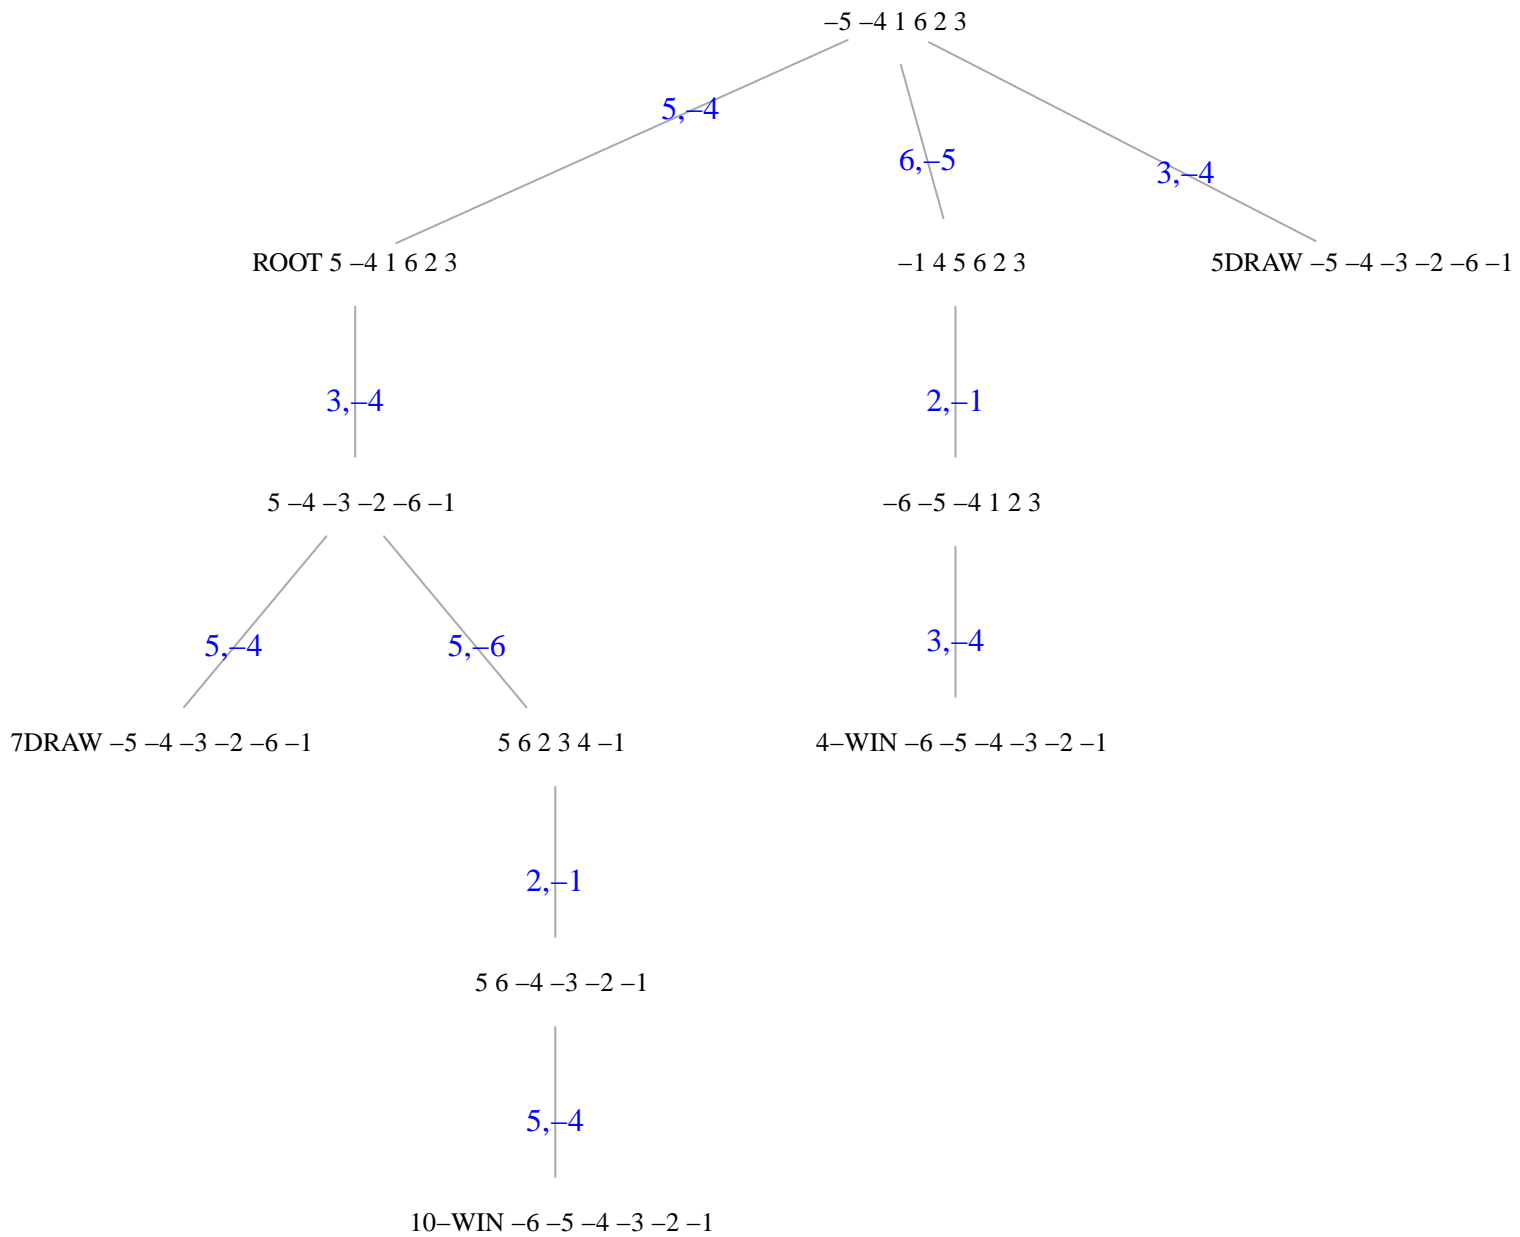 –5 –4 1 6 2 3
5,–4
6,–5
3,–4
ROOT 5 –4 1 6 2 3
–1 4 5 6 2 3
5DRAW –5 –4 –3 –2 –6 –1
3,–4
2,–1
5 –4 –3 –2 –6 –1
–6 –5 –4 1 2 3
5,–4
5,–6
3,–4
7DRAW –5 –4 –3 –2 –6 –1
5 6 2 3 4 –1
4–WIN –6 –5 –4 –3 –2 –1
2,–1
5 6 –4 –3 –2 –1
5,–4
10–WIN –6 –5 –4 –3 –2 –1